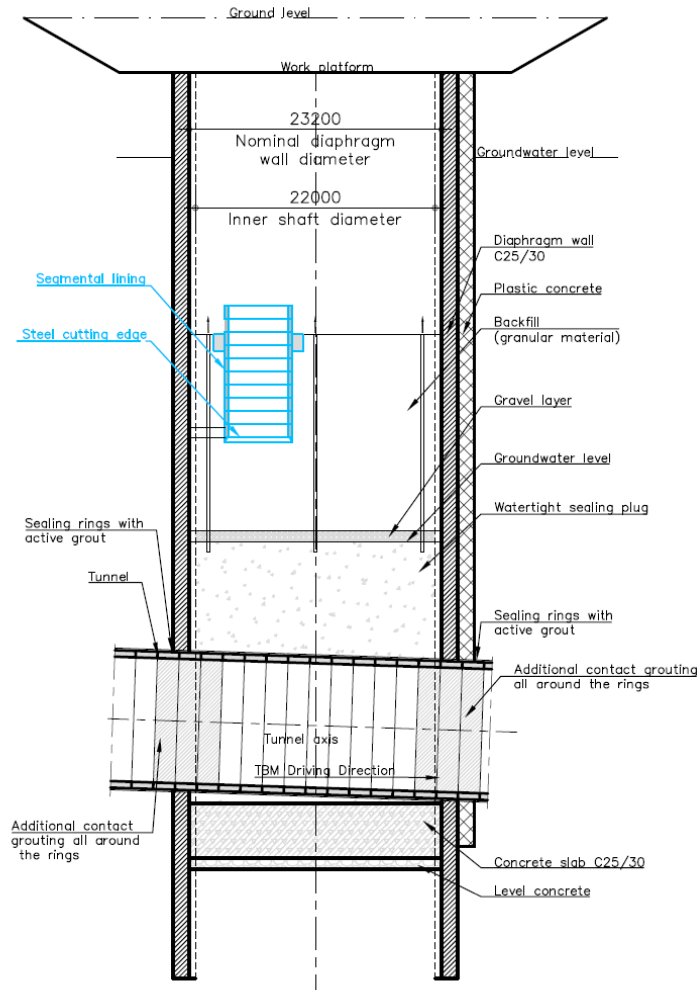 Ground level
Work platform
23200
Nominal diaphragm
wall diameter
Groundwater level
22000
Inner shaft diameter
Diaphragm wall
C25/30
Segmental lining
Plastic concrete
Steel cutting edge
Backfill
(granular material)
Gravel layer
Groundwater level
Watertight sealing plug
Sealing rings with
active grout
Tunnel
Sealing rings with
active grout
Additional contact grouting
all around the rings
Tunnel axis
TBM Driving Direction
Additional contact
grouting all around
the rings
Concrete slab C25/30
Level concrete